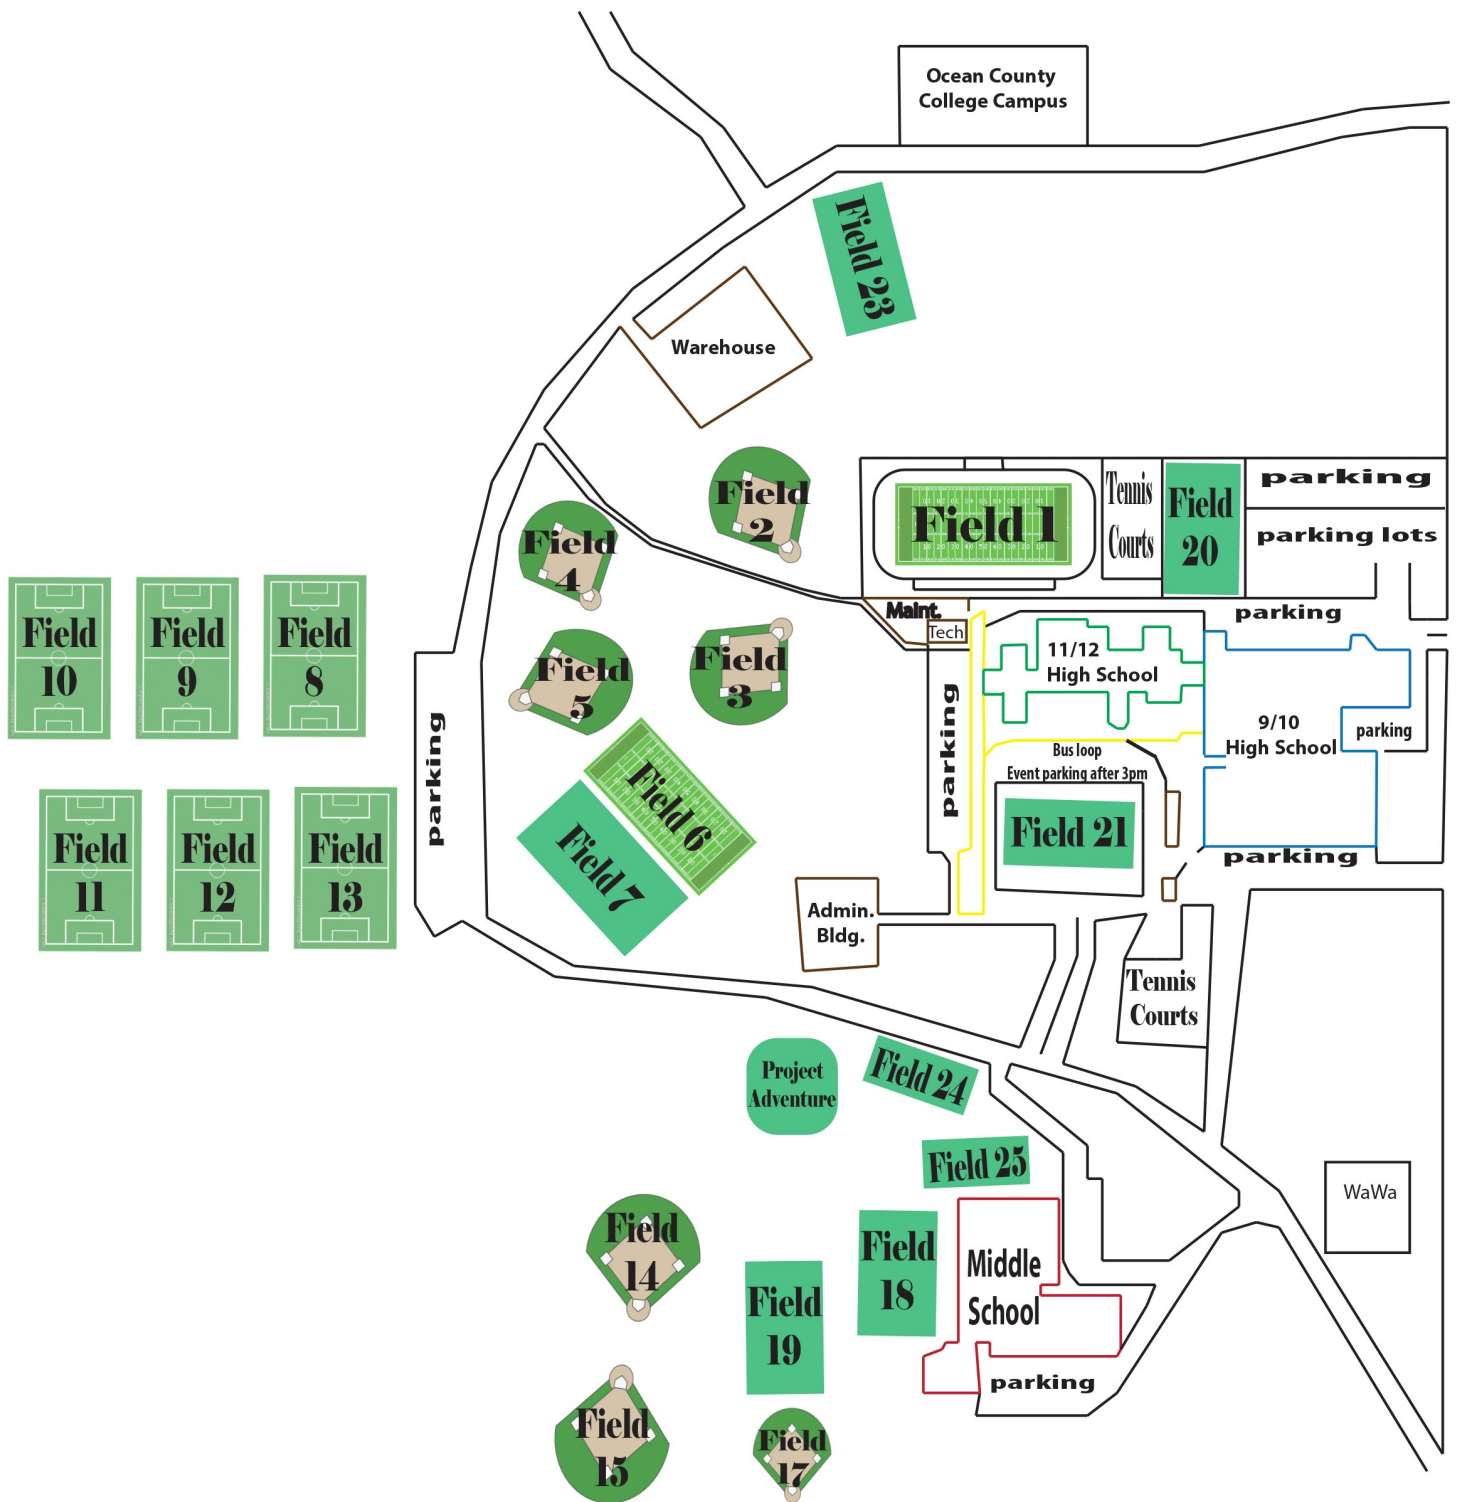 Ocean County
College Campus
Field 23
Warehouse
Field
2
Field
4
Field 1
Tennis
Courts
Field
20
parking
parking lots
parking
Maint.
Tech
11/12
High School
Field
10
Field
9
Field
8
Field
5
Field
3
parking
parking
9/10
High School
parking
Bus loop
Event parking after 3pm
Field 6
Field 7
Field 21
parking
Field
11
Field
12
Field
13
Admin.
Bldg.
Tennis
Courts
Project
Adventure
Field 24
Field 25
WaWa
Field
14
Field
18
Middle
School
Field
19
parking
Field
15
Field
17